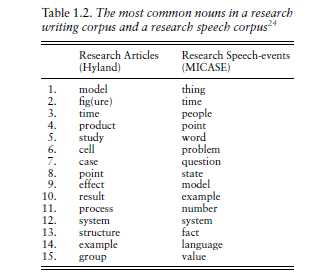 Table 1.2. The most common nouns in a research
writing corpus and a research speech corpus24
Research Articles Research Speech-events
(Hyland) (MICASE)
1. model thing
2. fig(ure) time
3. time people
4. product point
5. study word
6. cell problem
7. case question
8. point state
9. effect model
10. result example
11. process number
12. system system
13. structure fact
14. example language
15. group value